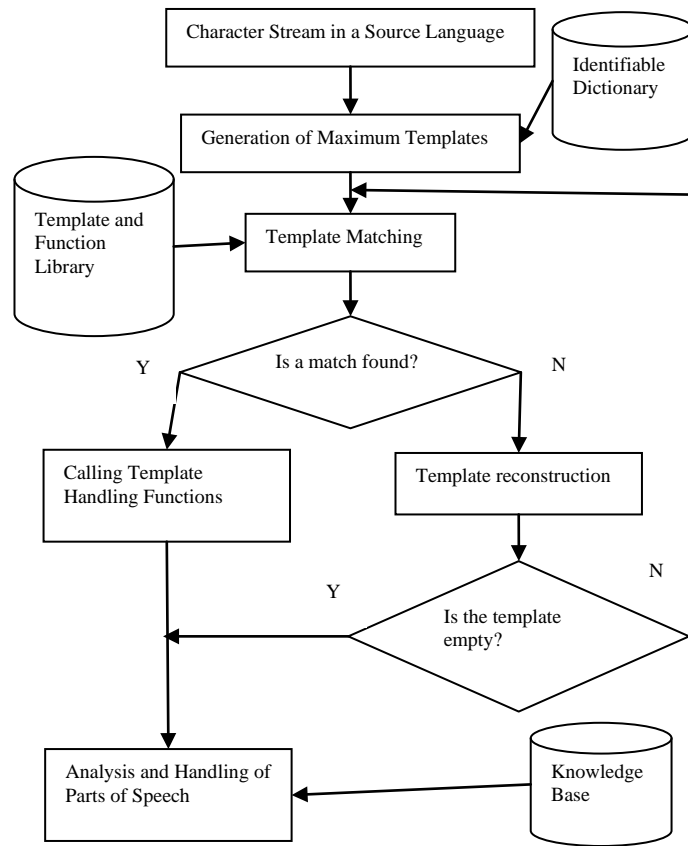 Character Stream in a Source Language
Identifiable
Dictionary
Generation of Maximum Templates
Template and
Function
Library
Template Matching
Is a match found?
Y
N
Calling Template
Handling Functions
Template reconstruction
Y
N
Is the template
empty?
Analysis and Handling of
Parts of Speech
Knowledge
Base